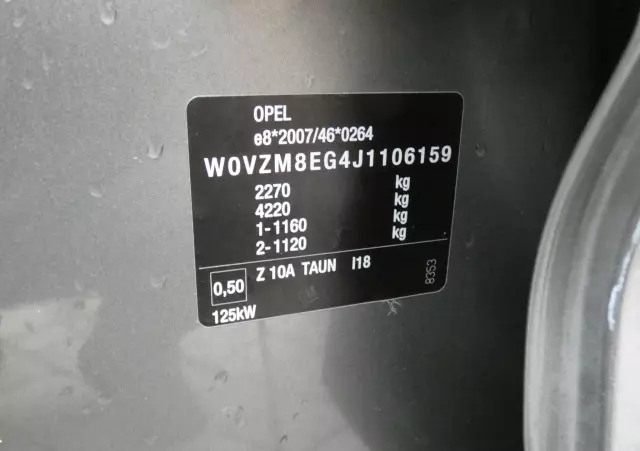 OPEL
e8*2007/46*0264
W0VZM8EG4J1106159
2270 kg
4220 kg
1-1160 kg
2-1120 kg
0,50 Z 10A TAUN I18
125kW
8353